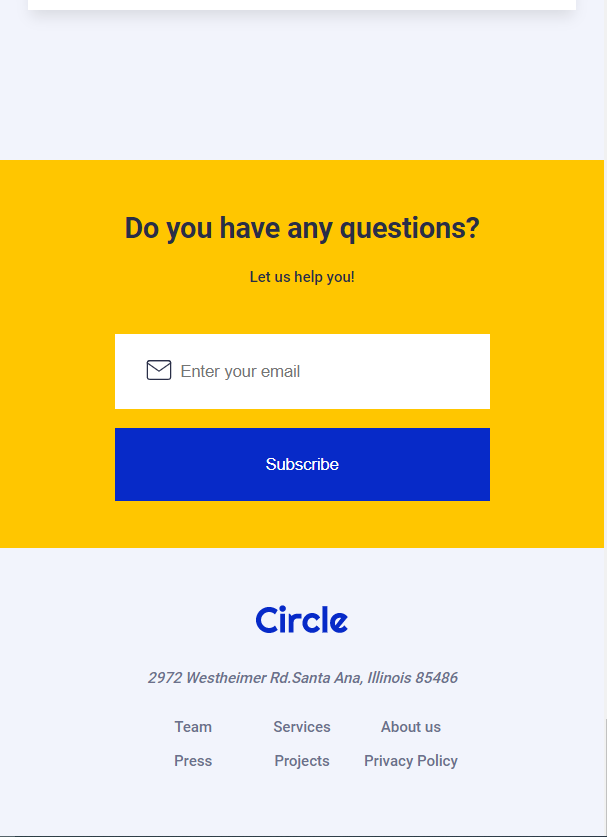 Do you have any questions?
Let us help you!
Enter your email
Subscribe
Circle
2972 Westheimer Rd.Santa Ana, Illinois 85486
Team Services About us
Press Projects Privacy Policy